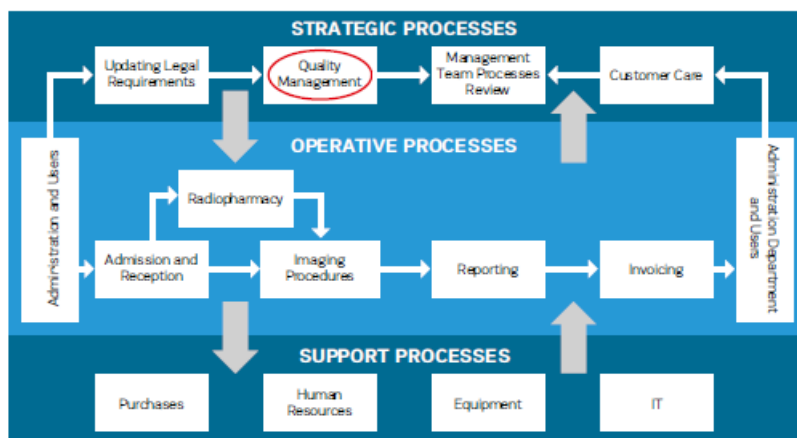 STRATEGIC PROCESSES
Updating Legal
Requirements
Quality
Management
Management
Team Processes
Review
Customer Care
OPERATIVE PROCESSES
Administration and Users
Radiopharmacy
Admission and
Reception
Imaging
Procedures
Reporting
Invoicing
Administration Department
and Users
SUPPORT PROCESSES
Purchases
Human
Resources
Equipment
IT